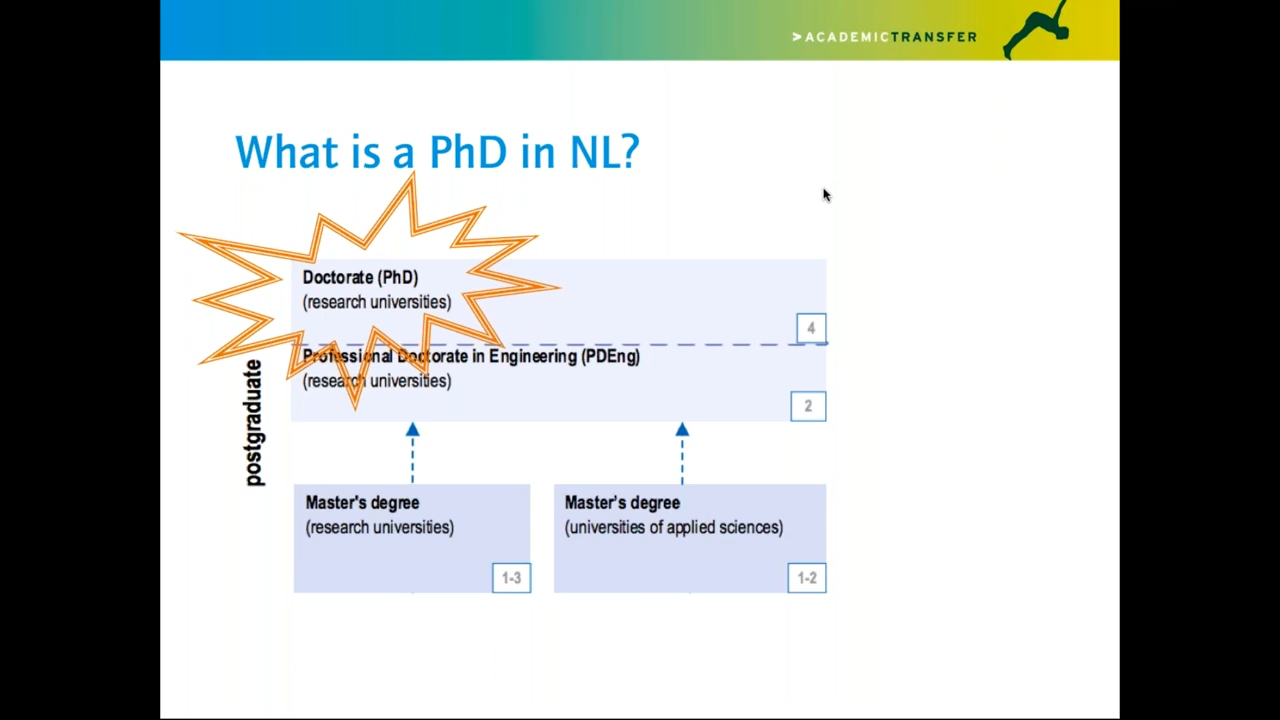 >ACADEMICTRANSFER
What is a PhD in NL?
Doctorate (PhD)
(research universities)
4
Professional Doctorate in Engineering (PDEng)
(research universities)
2
postgraduate
Master's degree
(research universities)
1-3
Master's degree
(universities of applied sciences)
1-2